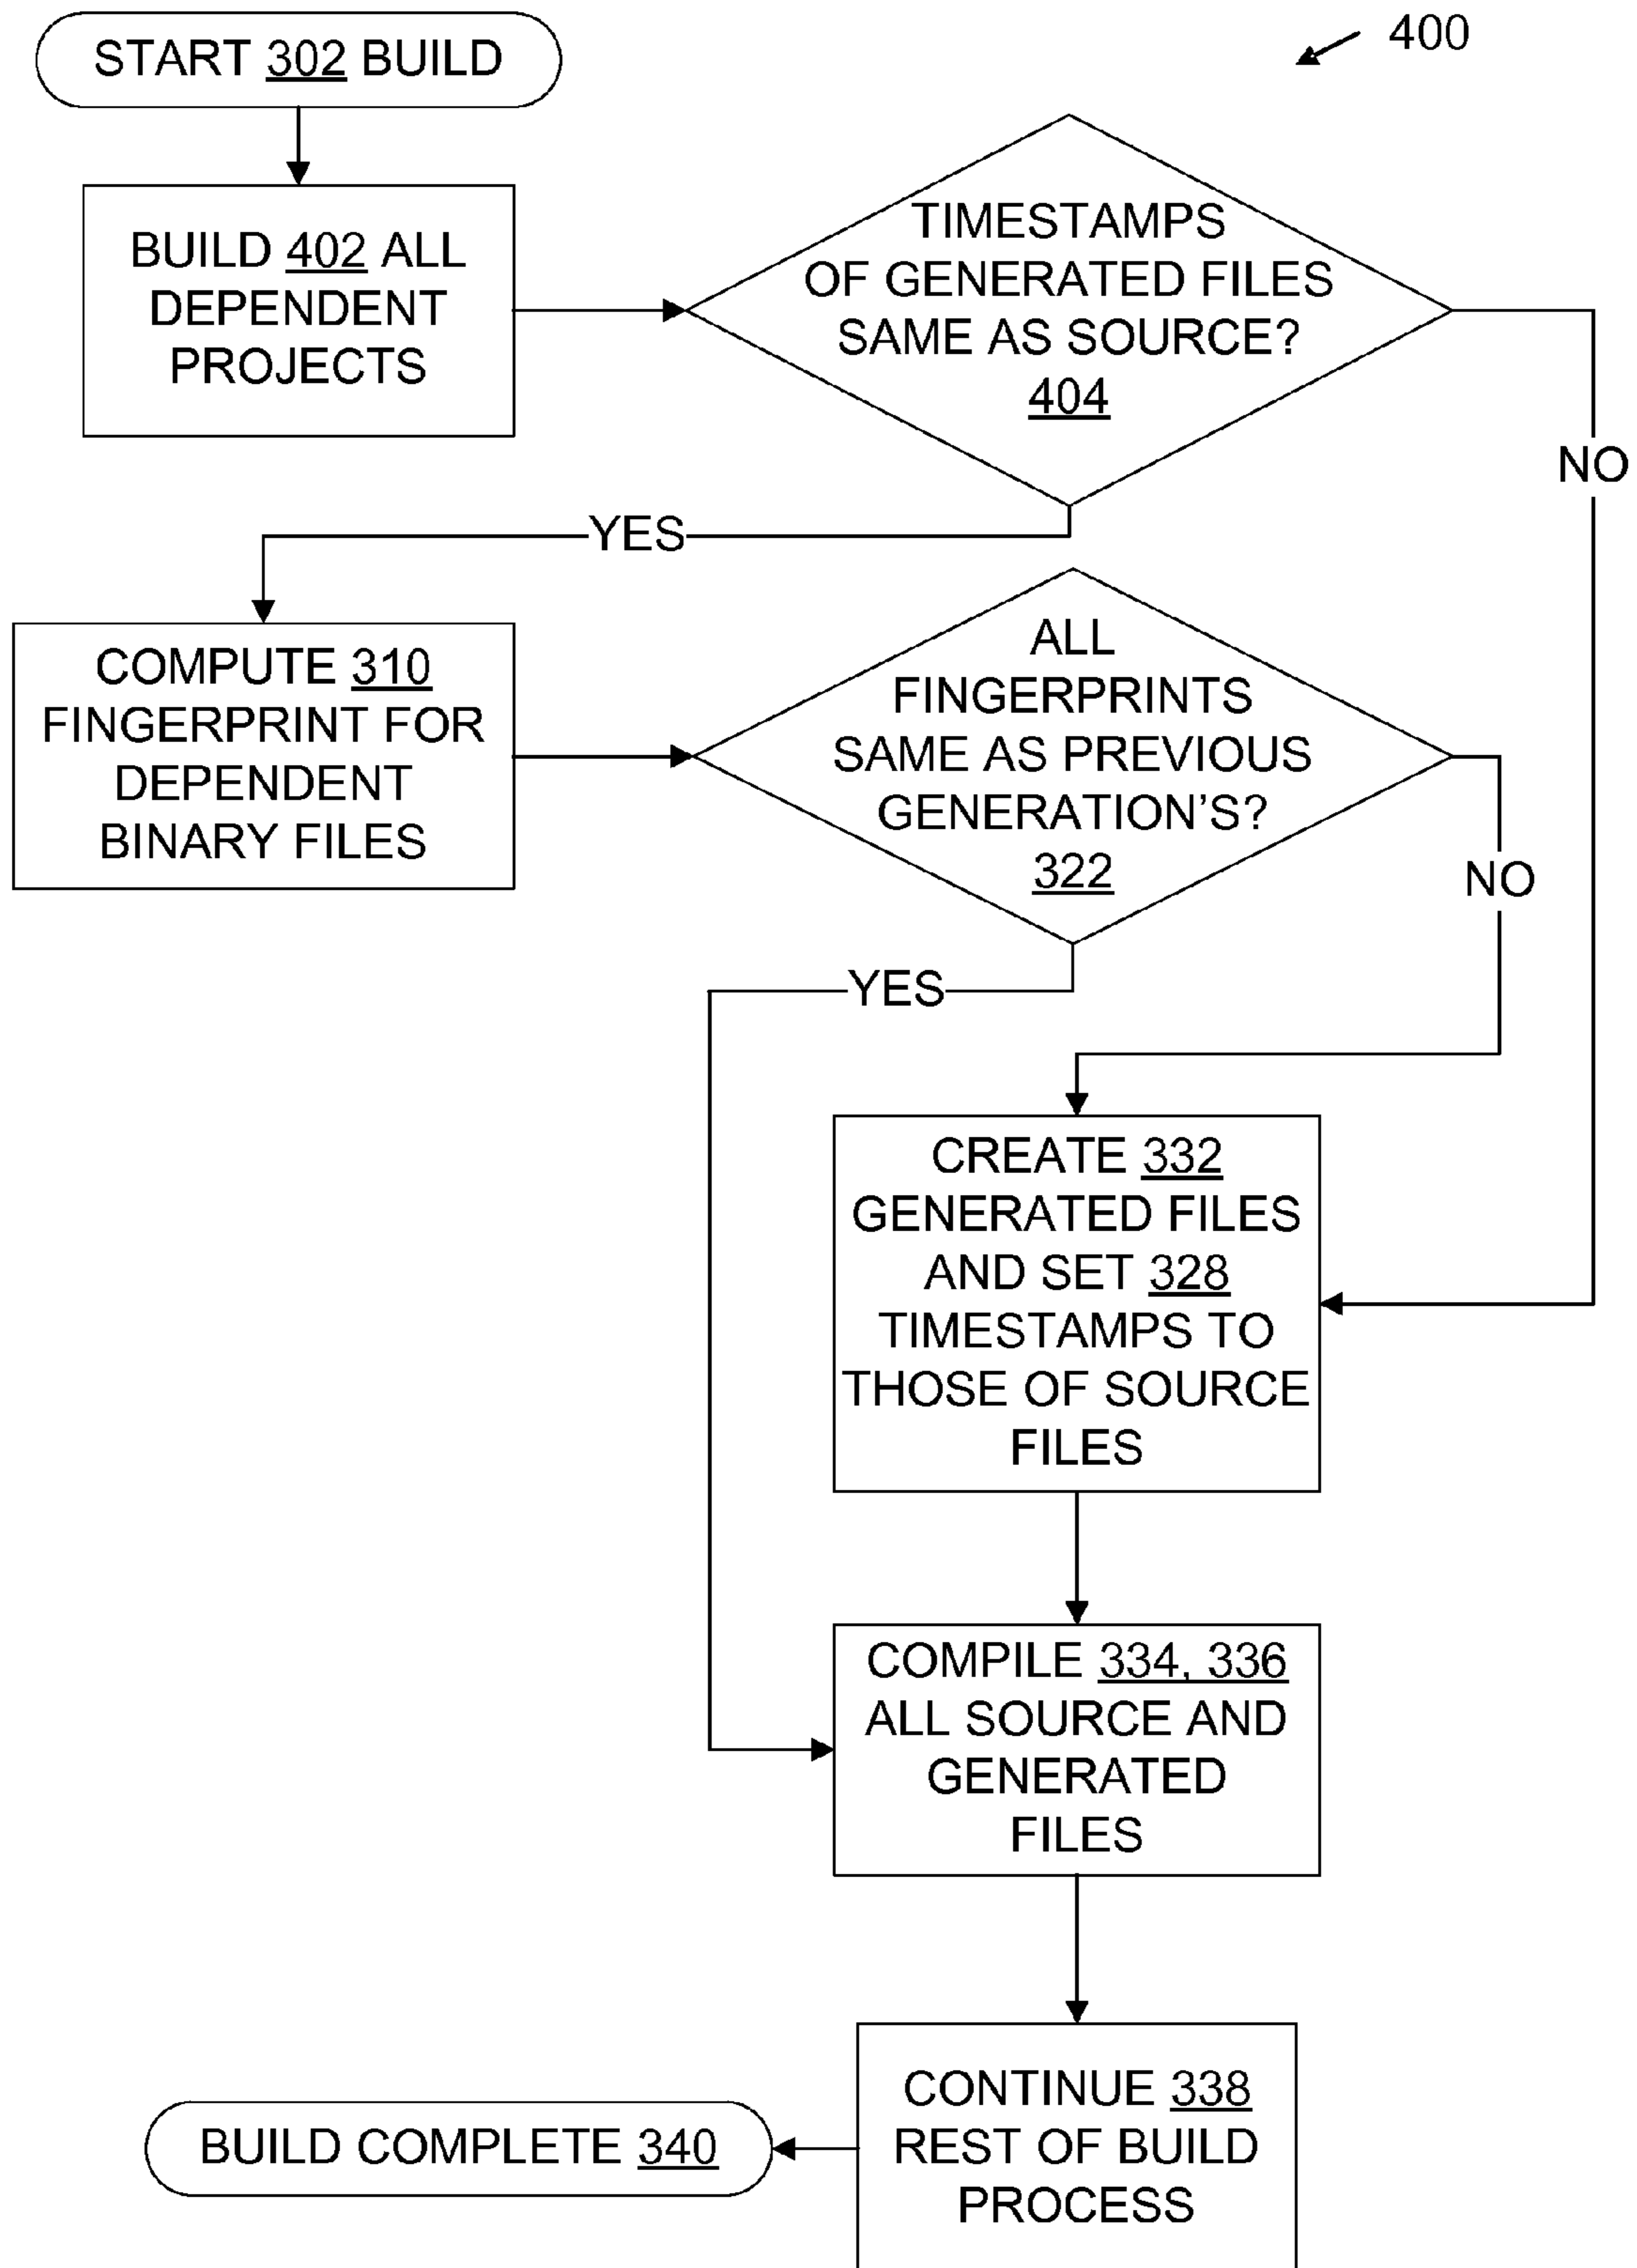 400
START 302 BUILD
BUILD 402 ALL
DEPENDENT
PROJECTS
TIMESTAMPS
OF GENERATED FILES
SAME AS SOURCE?
404
NO
YES
COMPUTE 310
FINGERPRINT FOR
DEPENDENT
BINARY FILES
ALL
FINGERPRINTS
SAME AS PREVIOUS
GENERATION'S?
322
NO
YES
CREATE 332
GENERATED FILES
AND SET 328
TIMESTAMPS TO
THOSE OF SOURCE
FILES
COMPILE 334, 336
ALL SOURCE AND
GENERATED
FILES
CONTINUE 338
REST OF BUILD
PROCESS
BUILD COMPLETE 340